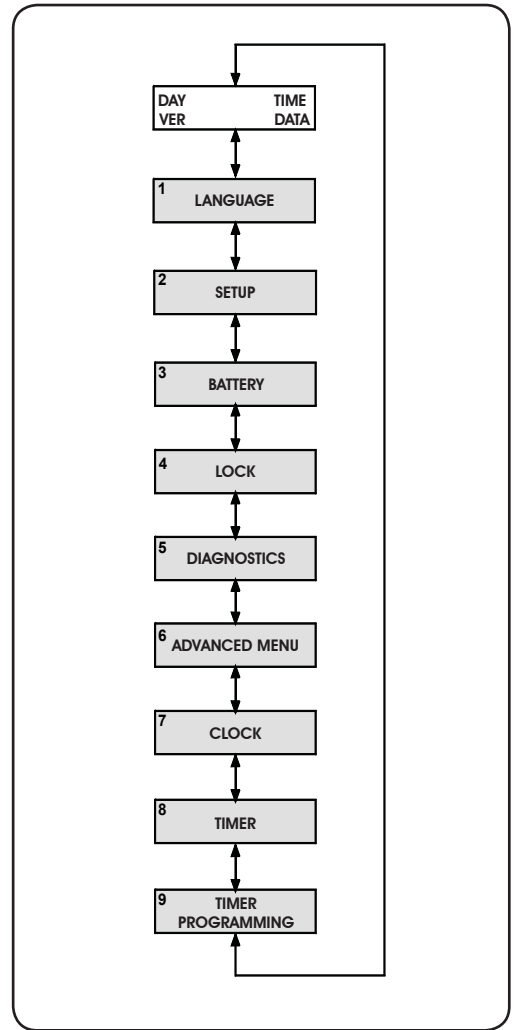 DAY TIME
VER DATA
1
LANGUAGE
2
SETUP
3
BATTERY
4
LOCK
5
DIAGNOSTICS
6
ADVANCED MENU
7
CLOCK
8
TIMER
9
TIMER
PROGRAMMING